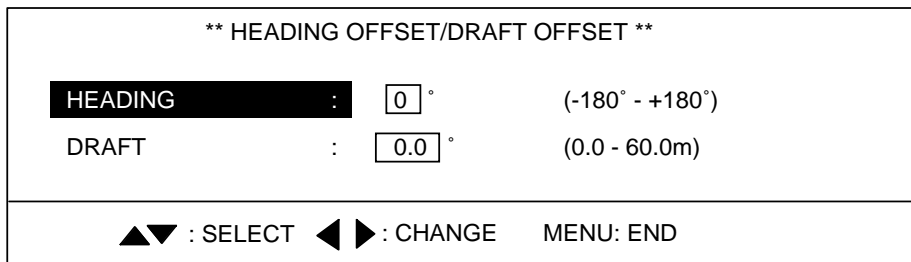 ** HEADING OFFSET/DRAFT OFFSET **
HEADING : 0 ° (-180° - +180°)
DRAFT : 0.0 ° (0.0 - 60.0m)
▲▼ : SELECT ◀ ▶ : CHANGE MENU: END